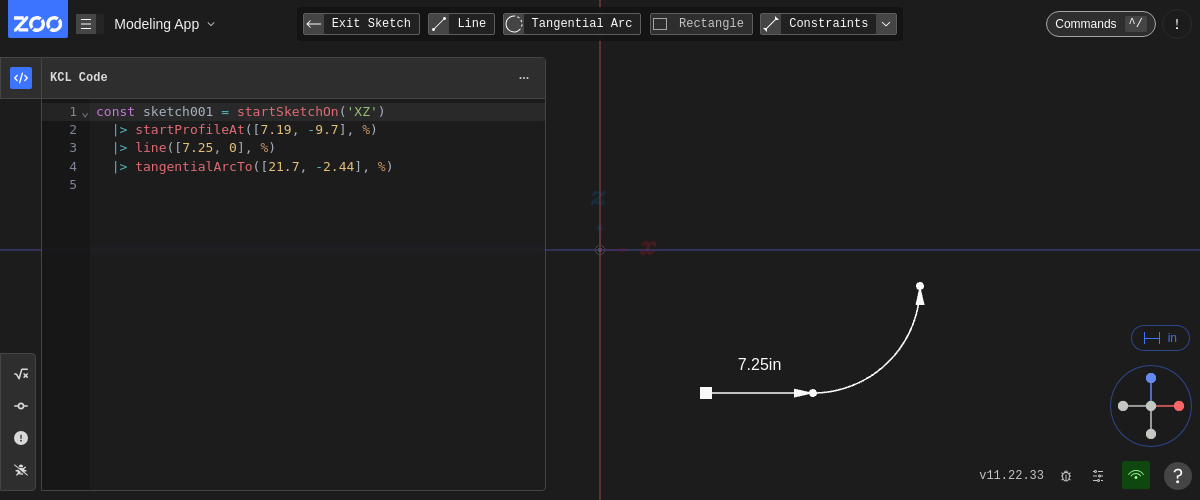 ZOO Modeling App Exit Sketch Line Tangential Arc Rectangle Constraints Commands ^/ !
KCL Code ...
1 const sketch001 = startSketchOn('XZ')
2 |> startProfileAt([7.19, -9.7], %)
3 |> line([7.25, 0], %)
4 |> tangentialArcTo([21.7, -2.44], %)
5
z
x
in
7.25in
v11.22.33 ?